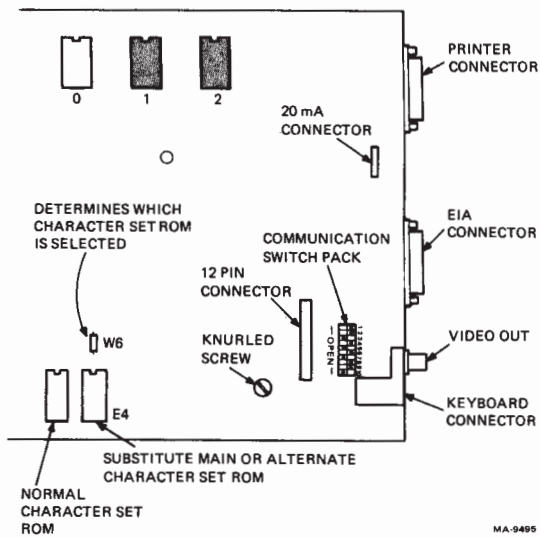 PRINTER
CONNECTOR
0
1
2
20 mA
CONNECTOR
DETERMINES WHICH
CHARACTER SET ROM
IS SELECTED
COMMUNICATION
SWITCH PACK
EIA
CONNECTOR
12 PIN
CONNECTOR
W6
KNURLED
SCREW
—OPEN—
VIDEO OUT
KEYBOARD
CONNECTOR
E4
SUBSTITUTE MAIN OR ALTERNATE
CHARACTER SET ROM
NORMAL
CHARACTER SET
ROM
MA-9495